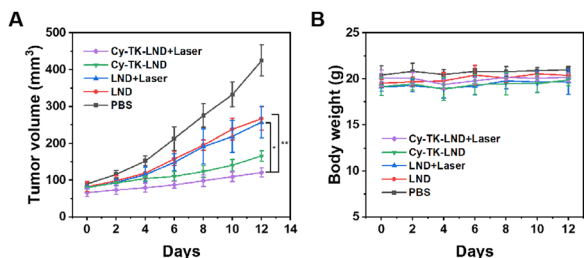 A
Tumor volume (mm³)
500
400
300
200
100
0
Cy-TK-LND+Laser
Cy-TK-LND
LND+Laser
LND
PBS
*
**
0 2 4 6 8 10 12 14
Days
B
Body weight (g)
30
25
20
15
10
5
0
Cy-TK-LND+Laser
Cy-TK-LND
LND+Laser
LND
PBS
0 2 4 6 8 10 12
Days